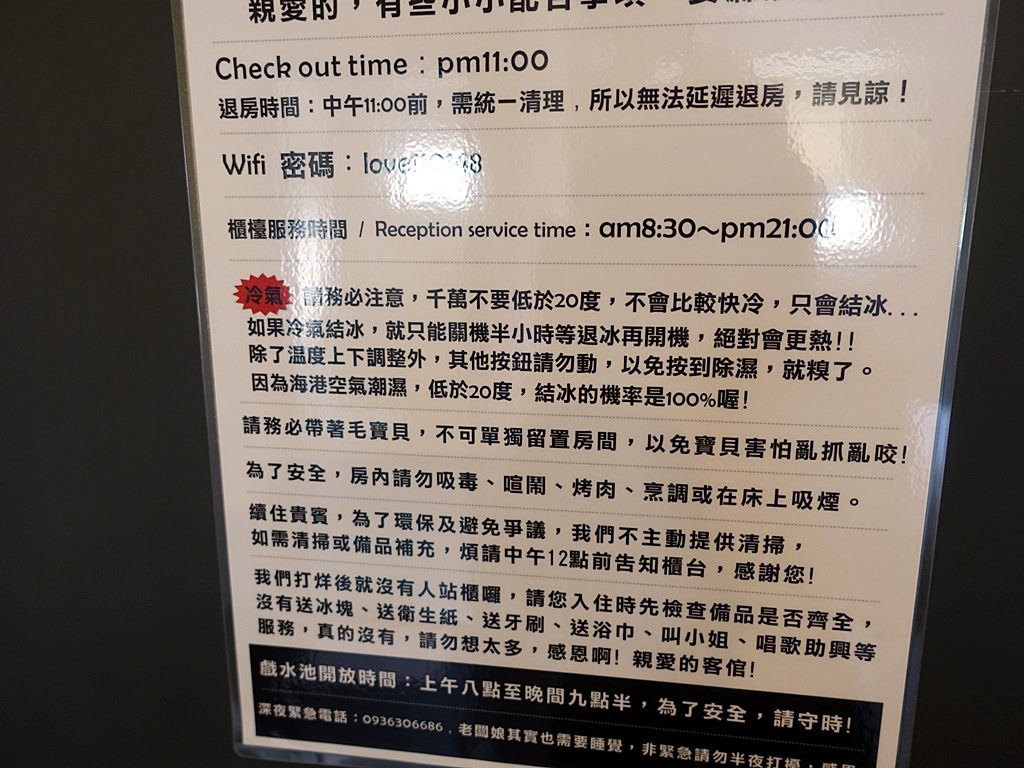 親愛的，有些小小配合事項
Check out time：pm11:00
退房時間：中午11:00前，需統一清理，所以無法延遲退房，請見諒！
Wifi 密碼：
櫃檯服務時間 / Reception service time：am8:30～pm21:00
冷氣：請務必注意，千萬不要低於20度，不會比較快冷，只會結冰...
如果冷氣結冰，就只能關機半小時等退冰再開機，絕對會更熱!!
除了溫度上下調整外，其他按鈕請勿動，以免按到除濕，就糗了。
因為海港空氣潮濕，低於20度，結冰的機率是100%喔!
請務必帶著毛寶貝，不可單獨留置房間，以免寶貝害怕亂抓亂咬!
為了安全，房內請勿吸毒、喧鬧、烤肉、烹調或在床上吸煙。
續住貴賓，為了環保及避免爭議，我們不主動提供清掃，
如需清掃或備品補充，煩請中午12點前告知櫃台，感謝您!
我們打烊後就沒有人站櫃囉，請您入住時先檢查備品是否齊全，
沒有送冰塊、送衛生紙、送牙刷、送浴巾、叫小姐、唱歌助興等
服務，真的沒有，請勿想太多，感恩啊! 親愛的客倌!
戲水池開放時間：上午八點至晚間九點半，為了安全，請守時!
深夜緊急電話：0936306686，老闆娘其實也需要睡覺，非緊急請勿半夜打擾，感恩